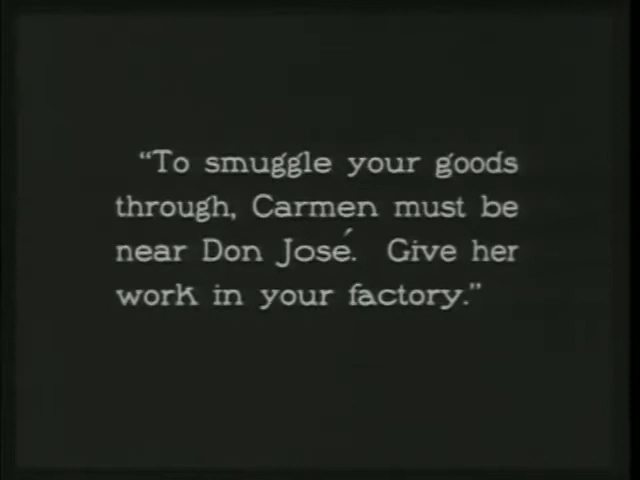 “To smuggle your goods
through, Carmen must be
near Don José. Give her
work in your factory.”